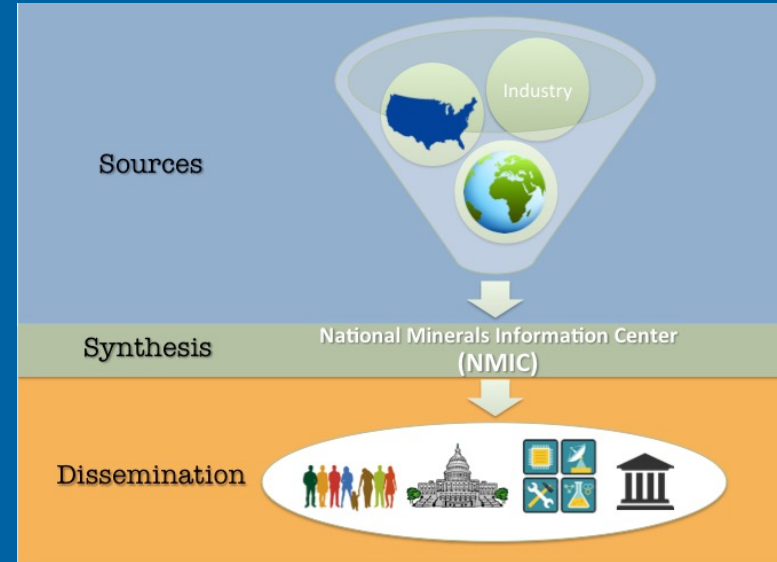 Industry
Sources
National Minerals Information Center
(NMIC)
Synthesis
Dissemination